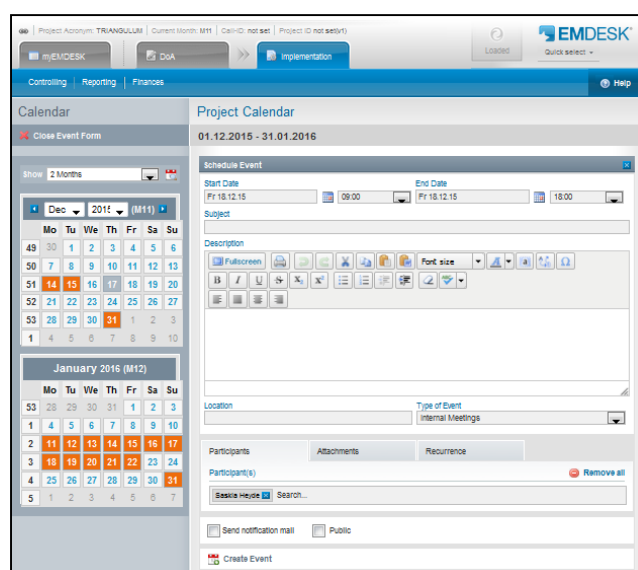 Project Acronym: TRIANGULUM | Current Month: M11 | Call-ID: not set | Project ID not set(v1)
myEMDESK DoA Implementation
Loaded
EMDESK
Quick select
Controlling | Reporting | Finances
Help
Calendar
Project Calendar
Close Event Form
01.12.2015 - 31.01.2016
Show 2 Months
Schedule Event
Start Date End Date
Fr 18.12.15 09:00 Fr 18.12.15 18:00
Subject
Description
Fullscreen Font size
B I U S X₂ X² Ω
Dec 2015 (M11)
Mo Tu We Th Fr Sa Su
49 30 1 2 3 4 5 6
50 7 8 9 10 11 12 13
51 14 15 16 17 18 19 20
52 21 22 23 24 25 26 27
53 28 29 30 31 1 2 3
1 4 5 6 7 8 9 10
January 2016 (M12)
Mo Tu We Th Fr Sa Su
53 28 29 30 31 1 2 3
1 4 5 6 7 8 9 10
2 11 12 13 14 15 16 17
3 18 19 20 21 22 23 24
4 25 26 27 28 29 30 31
5 1 2 3 4 5 6 7
Location Type of Event
Internal Meetings
Participants Attachments Recurrence
Participant(s) Remove all
Saskia Heyde Search...
Send notification mail Public
Create Event